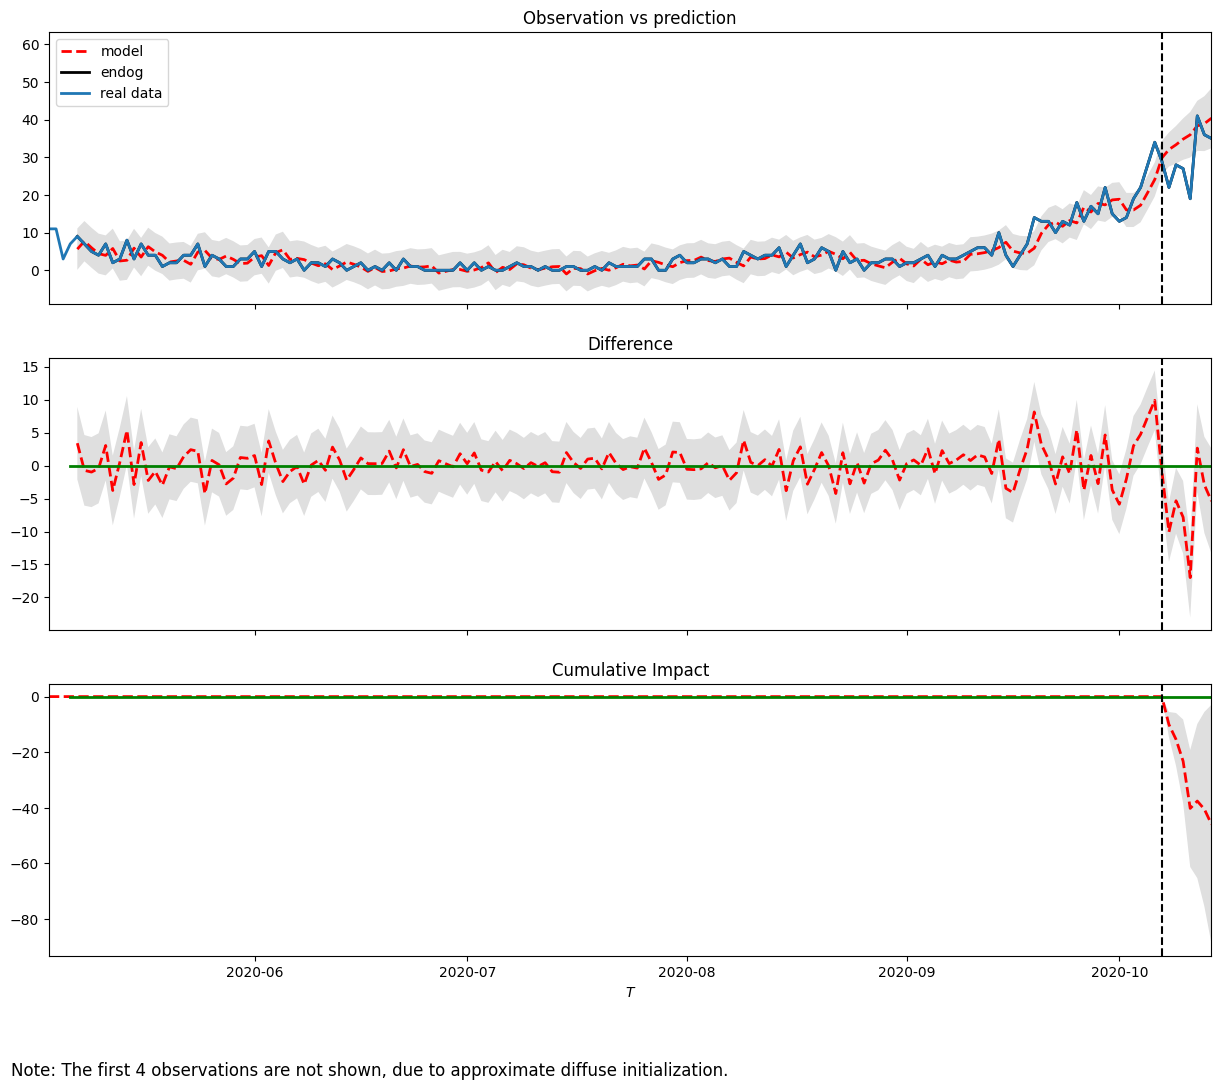 Observation vs prediction
60
50
40
30
20
10
0
model
endog
real data
Difference
15
10
5
0
−5
−10
−15
−20
Cumulative Impact
0
−20
−40
−60
−80
2020-06 2020-07 2020-08 2020-09 2020-10
T
Note: The first 4 observations are not shown, due to approximate diffuse initialization.